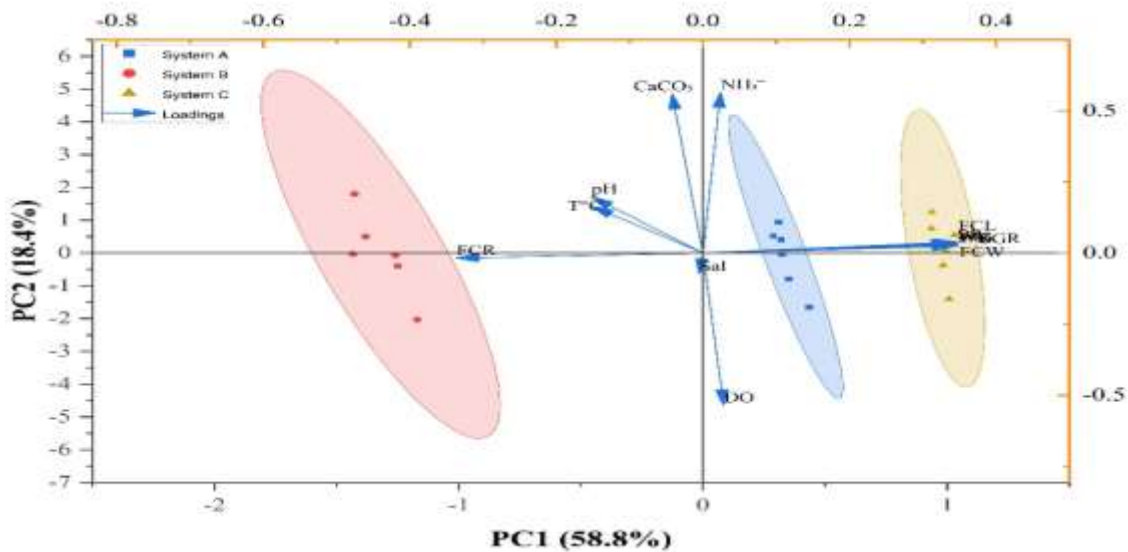 -0.8 -0.6 -0.4 -0.2 0.0 0.2 0.4
6
5
4
3
2
1
0
-1
-2
-3
-4
-5
-6
-7
PC2 (18.4%)
System A
System B
System C
Loadings
CaCO₃
NH₃⁻
pH
T°C
FCR
Sal
DO
FCL
SGR
FCW
0.5
0.0
-0.5
-2 -1 0 1
PC1 (58.8%)